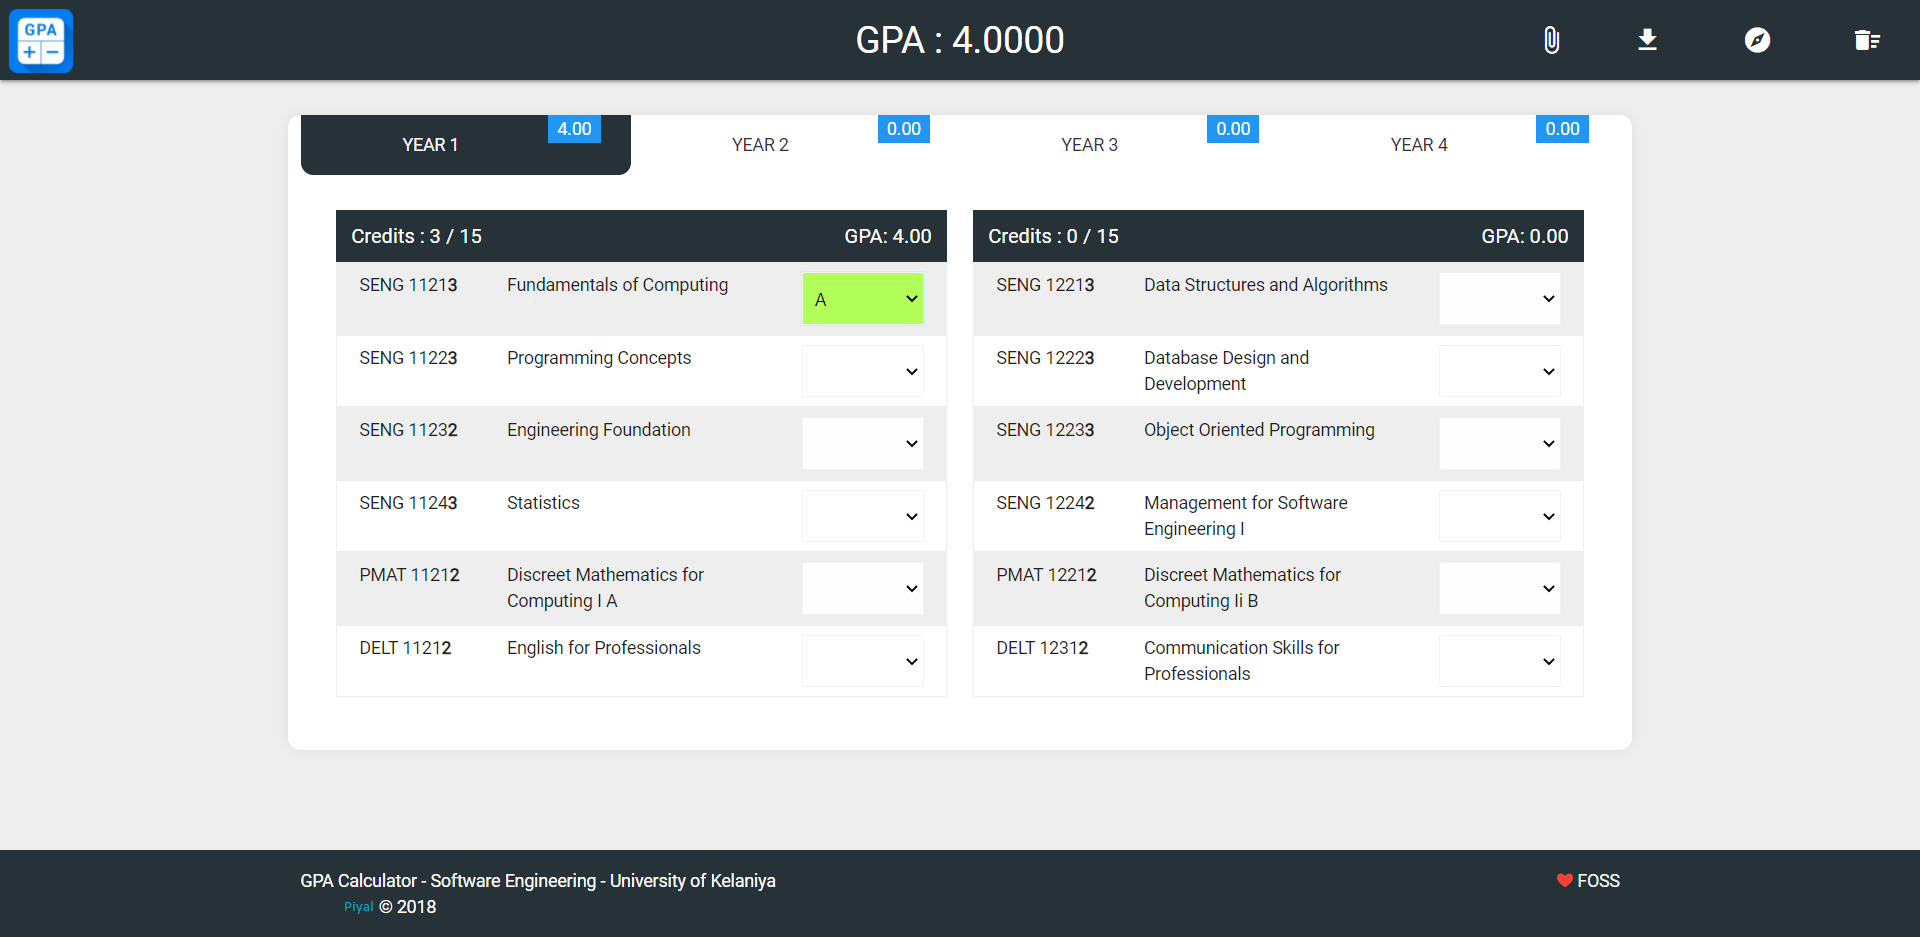 GPA
GPA : 4.0000
YEAR 1
4.00
YEAR 2
0.00
YEAR 3
0.00
YEAR 4
0.00
Credits : 3 / 15 GPA: 4.00
SENG 11213 Fundamentals of Computing A
SENG 11223 Programming Concepts
SENG 11232 Engineering Foundation
SENG 11243 Statistics
PMAT 11212 Discreet Mathematics for
Computing I A
DELT 11212 English for Professionals
Credits : 0 / 15 GPA: 0.00
SENG 12213 Data Structures and Algorithms
SENG 12223 Database Design and
Development
SENG 12233 Object Oriented Programming
SENG 12242 Management for Software
Engineering I
PMAT 12212 Discreet Mathematics for
Computing Ii B
DELT 12312 Communication Skills for
Professionals
GPA Calculator - Software Engineering - University of Kelaniya
Piyal © 2018
FOSS